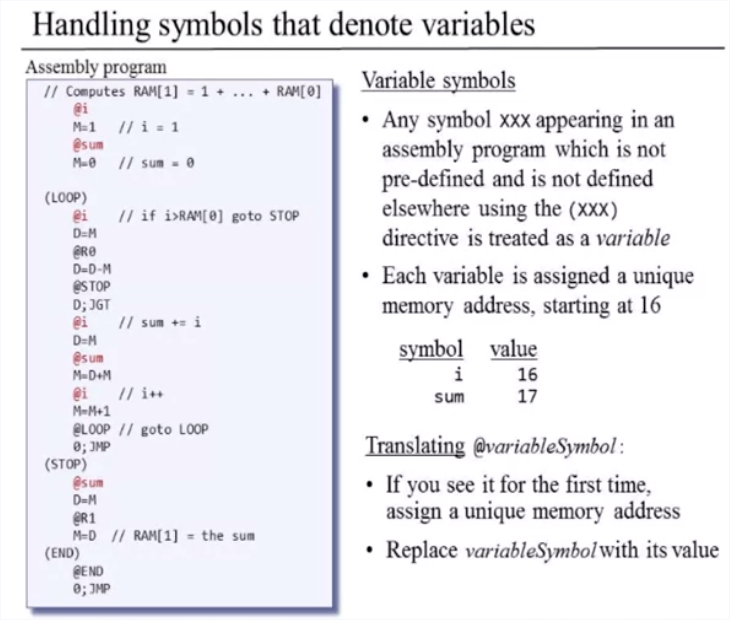 Handling symbols that denote variables
Assembly program
// Computes RAM[1] = 1 + ... + RAM[0]
@i
M=1 // i = 1
@sum
M=0 // sum = 0
(LOOP)
@i // if i>RAM[0] goto STOP
D=M
@R0
D=D-M
@STOP
D;JGT
@i // sum += i
D=M
@sum
M=D+M
@i // i++
M=M+1
@LOOP // goto LOOP
0;JMP
(STOP)
@sum
D=M
@R1
M=D // RAM[1] = the sum
(END)
@END
0;JMP
Variable symbols
• Any symbol XXX appearing in an
assembly program which is not
pre-defined and is not defined
elsewhere using the (XXX)
directive is treated as a variable
• Each variable is assigned a unique
memory address, starting at 16
symbol value
i 16
sum 17
Translating @variableSymbol:
• If you see it for the first time,
assign a unique memory address
• Replace variableSymbol with its value